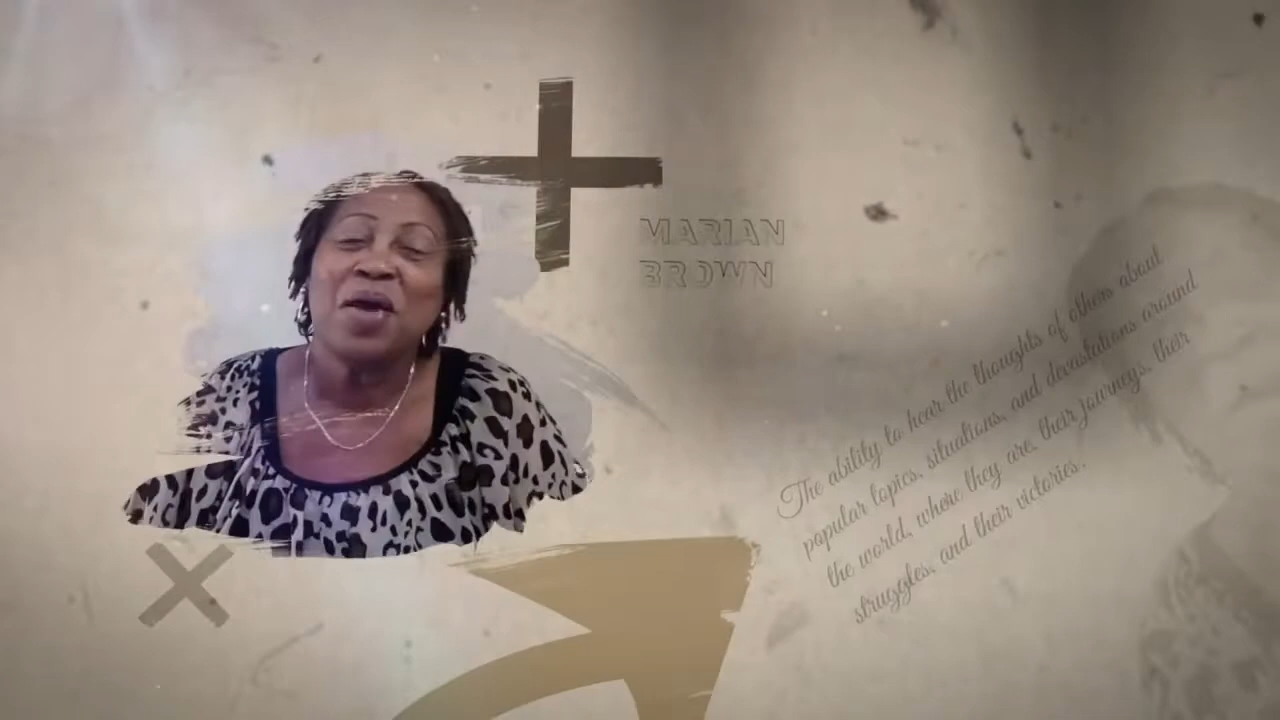 MARIAN
BROWN
The ability to hear the thoughts of others about
popular topics, situations, and devastations around
the world, where they are, their journeys, their
struggles, and their victories.